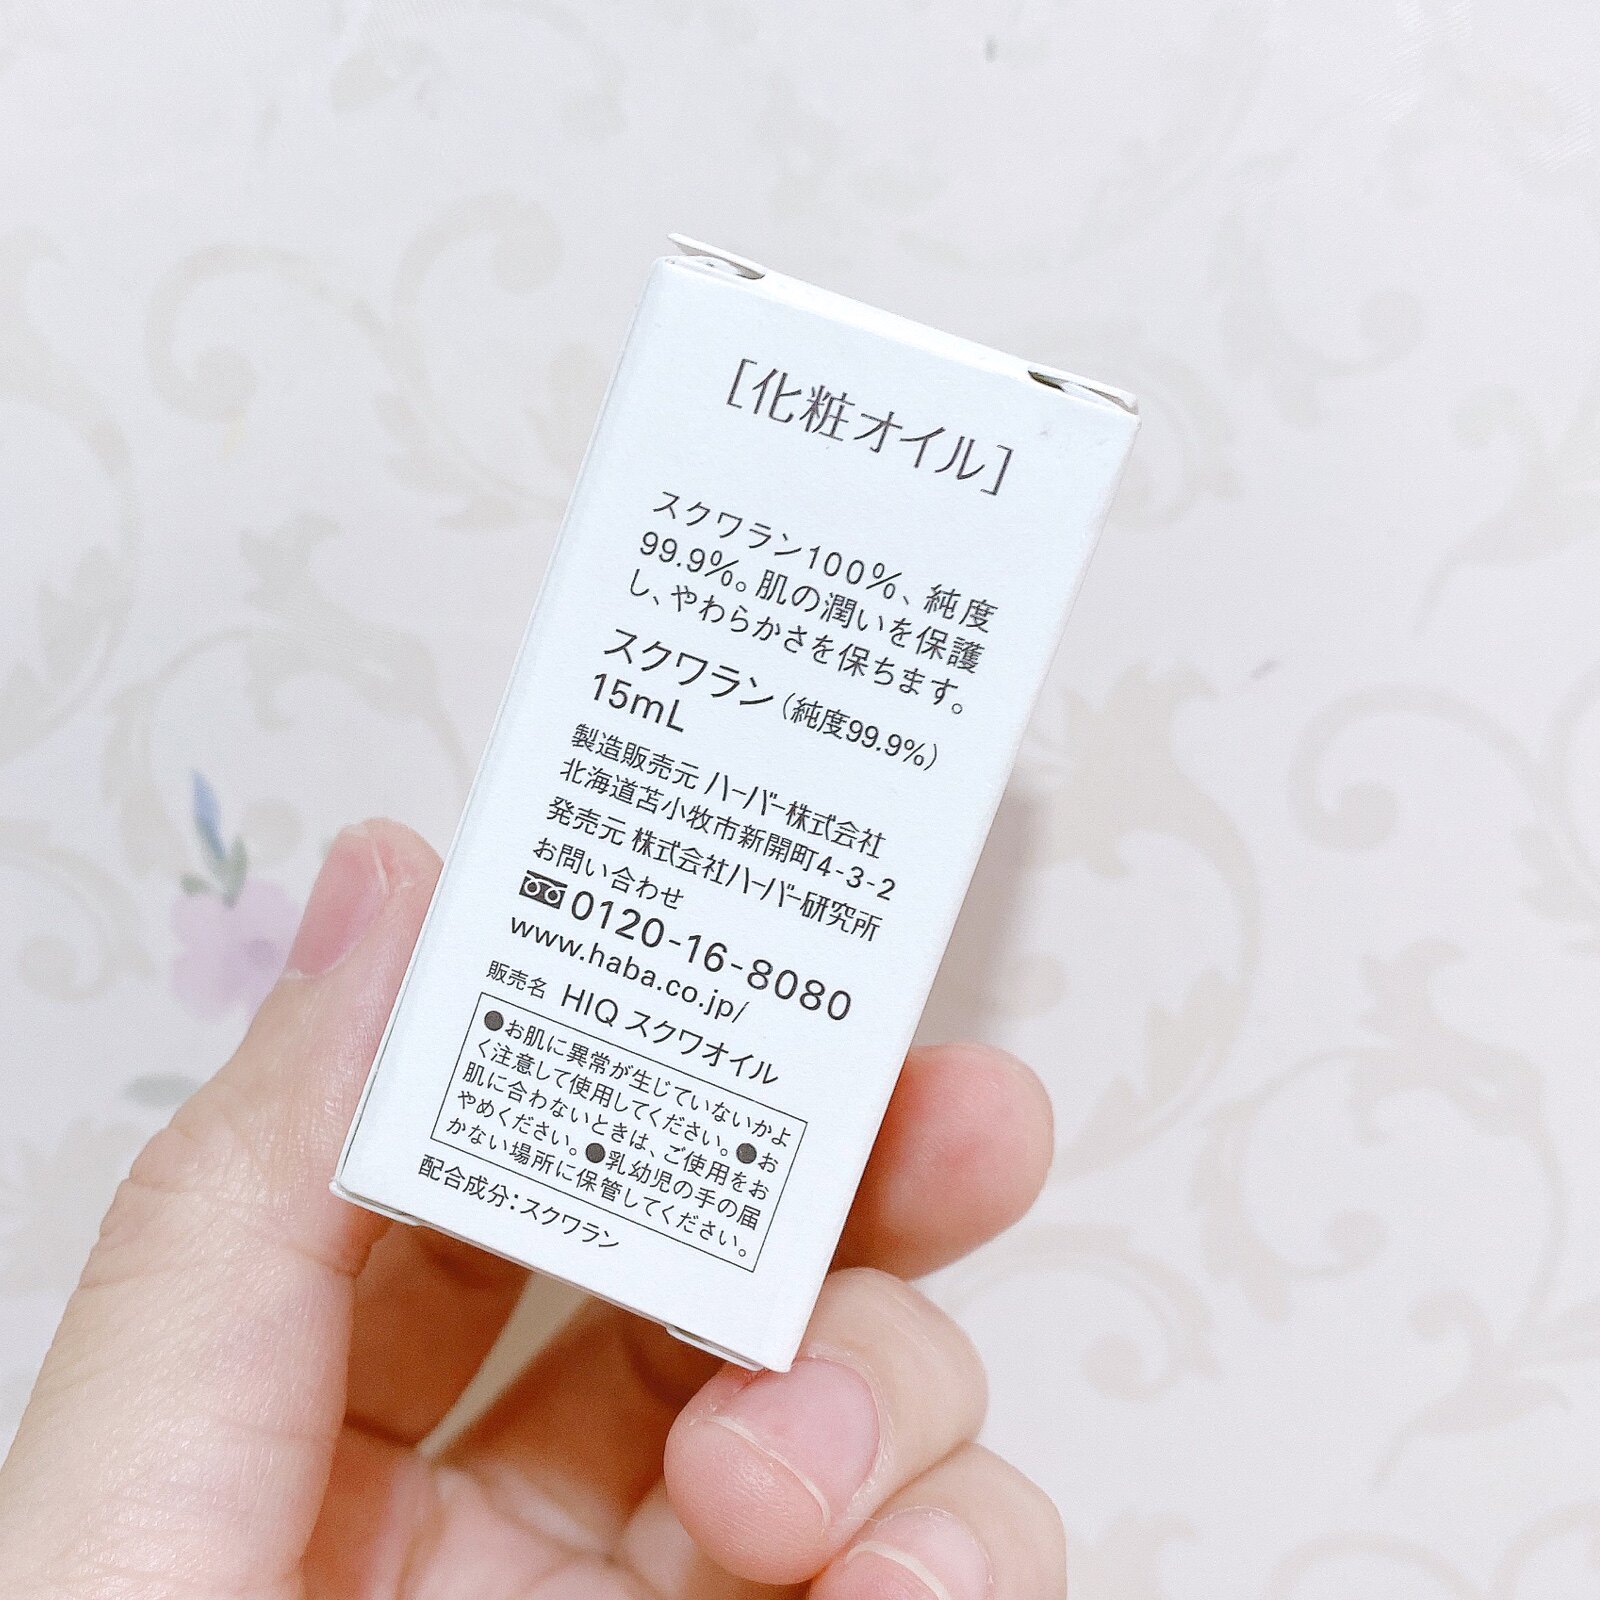 [化粧オイル]
スクワラン100%、純度
99.9%。肌の潤いを保護
し、やわらかさを保ちます。
スクワラン(純度99.9%)
15mL
製造販売元 ハーバー株式会社
北海道苫小牧市新開町4-3-2
発売元 株式会社ハーバー研究所
お問い合わせ
0120-16-8080
www.haba.co.jp/
販売名 HIQ スクワオイル
●お肌に異常が生じていないかよ
く注意して使用してください。●お
肌に合わないときは、ご使用をお
やめください。●乳幼児の手の届
かない場所に保管してください。
配合成分:スクワラン